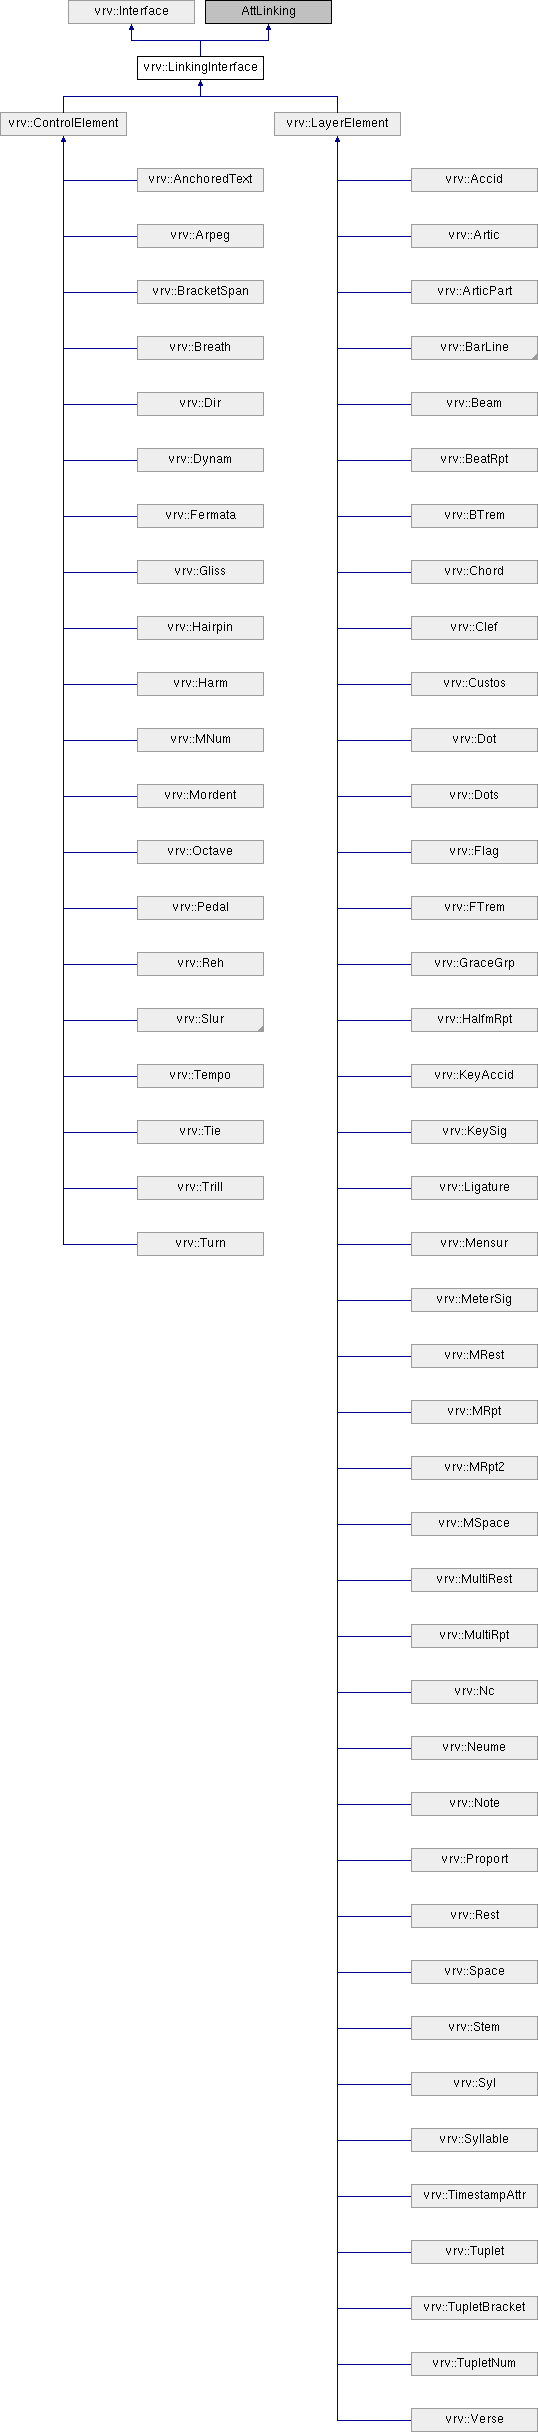 vrv::Interface
AttLinking
vrv::LinkingInterface
vrv::ControlElement
vrv::LayerElement
vrv::AnchoredText
vrv::Accid
vrv::Arpeg
vrv::Artic
vrv::BracketSpan
vrv::ArticPart
vrv::Breath
vrv::BarLine
vrv::Dir
vrv::Beam
vrv::Dynam
vrv::BeatRpt
vrv::Fermata
vrv::BTrem
vrv::Gliss
vrv::Chord
vrv::Hairpin
vrv::Clef
vrv::Harm
vrv::Custos
vrv::MNum
vrv::Dot
vrv::Mordent
vrv::Dots
vrv::Octave
vrv::Flag
vrv::Pedal
vrv::FTrem
vrv::Reh
vrv::GraceGrp
vrv::Slur
vrv::HalfmRpt
vrv::Tempo
vrv::KeyAccid
vrv::Tie
vrv::KeySig
vrv::Trill
vrv::Ligature
vrv::Turn
vrv::Mensur
vrv::MeterSig
vrv::MRest
vrv::MRpt
vrv::MRpt2
vrv::MSpace
vrv::MultiRest
vrv::MultiRpt
vrv::Nc
vrv::Neume
vrv::Note
vrv::Proport
vrv::Rest
vrv::Space
vrv::Stem
vrv::Syl
vrv::Syllable
vrv::TimestampAttr
vrv::Tuplet
vrv::TupletBracket
vrv::TupletNum
vrv::Verse